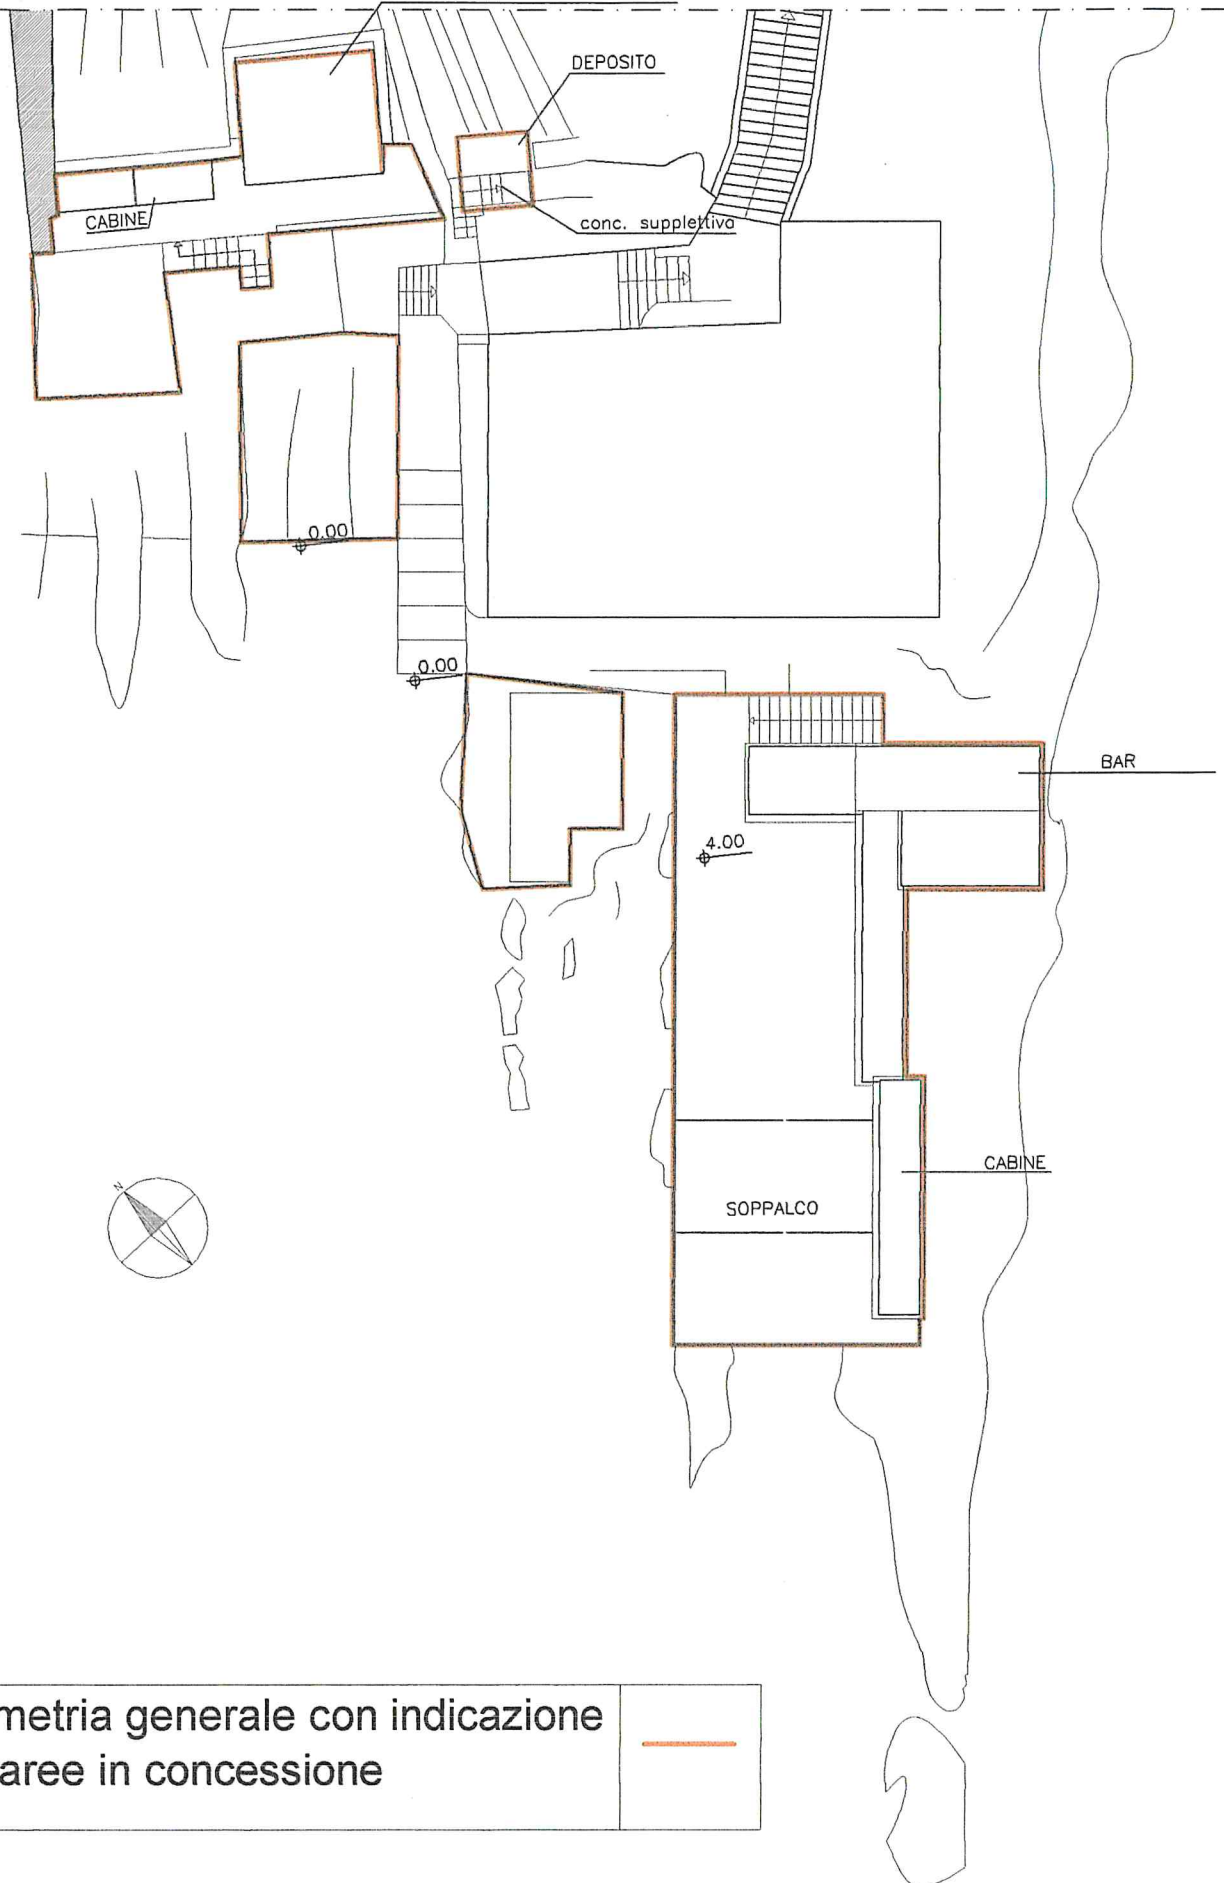 DEPOSITO
CABINE
conc. supplettiva
0.00
0.00
BAR
4.00
CABINE
N
SOPPALCO
metria generale con indicazione
aree in concessione